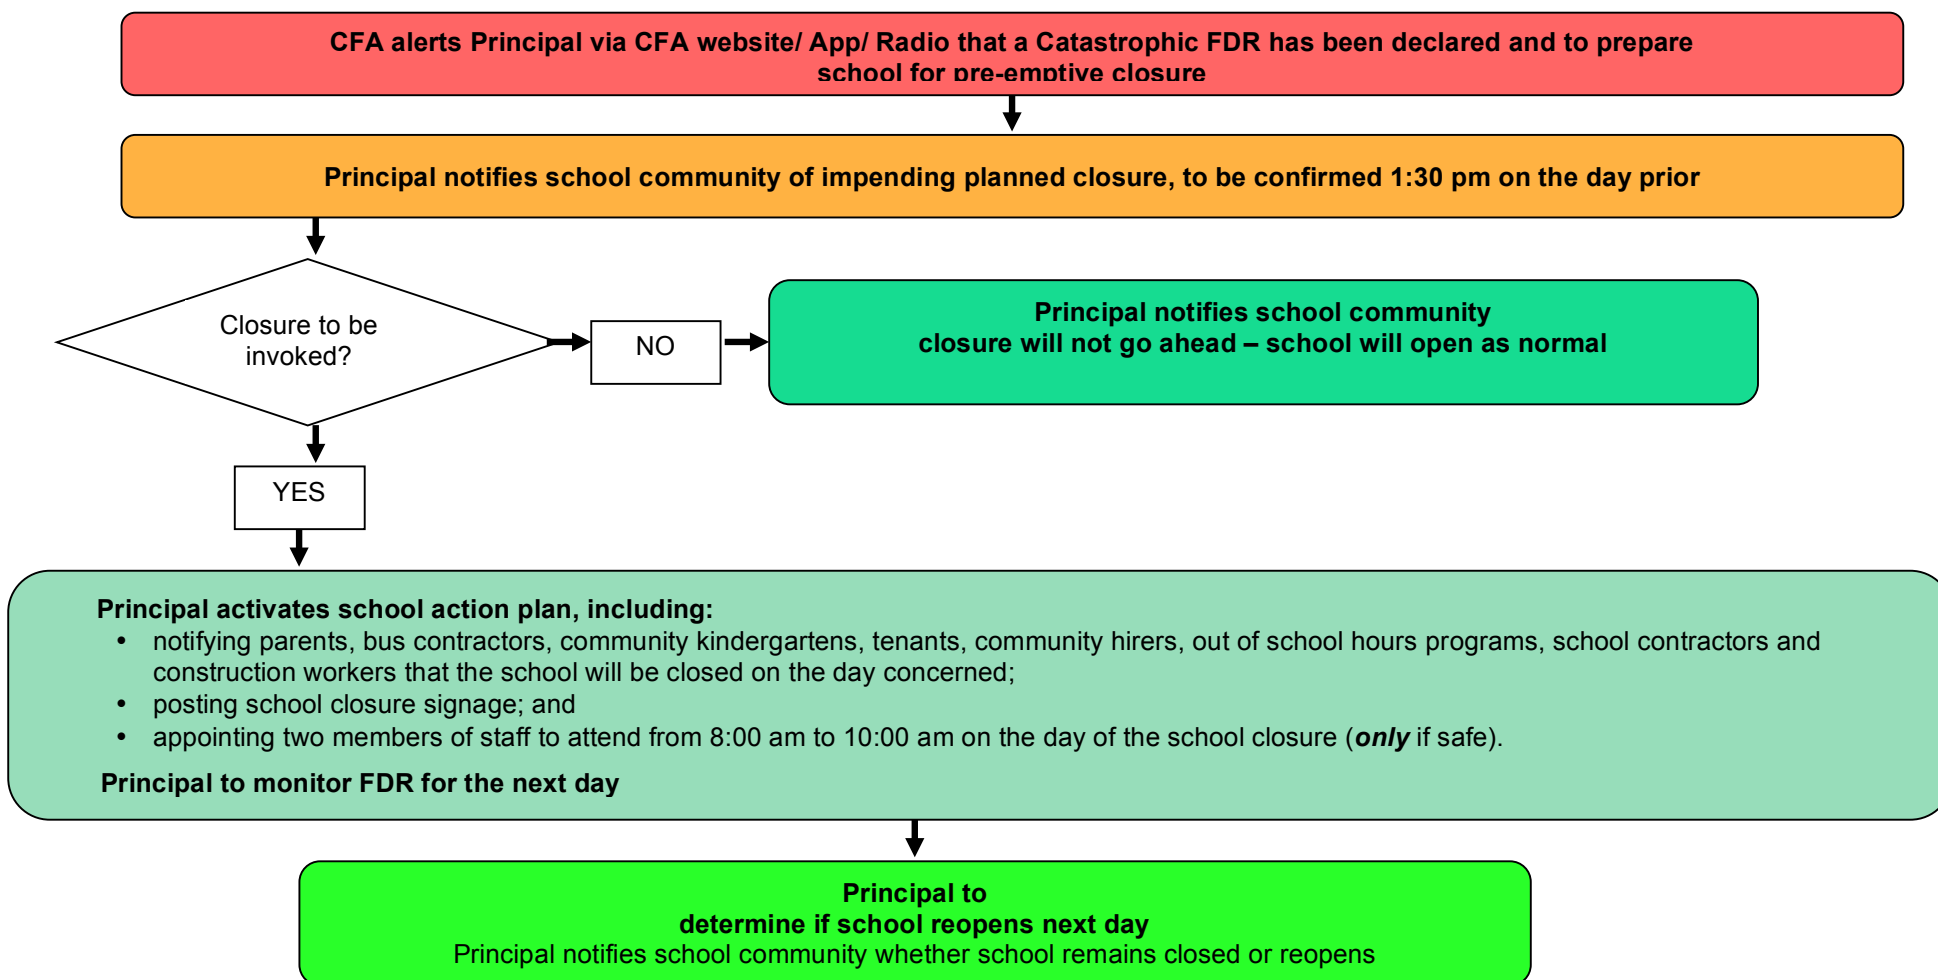 CFA alerts Principal via CFA website/ App/ Radio that a Catastrophic FDR has been declared and to prepare
school for pre-emptive closure
Principal notifies school community of impending planned closure, to be confirmed 1:30 pm on the day prior
Closure to be
invoked?
NO
Principal notifies school community
closure will not go ahead – school will open as normal
YES
Principal activates school action plan, including:
• notifying parents, bus contractors, community kindergartens, tenants, community hirers, out of school hours programs, school contractors and
construction workers that the school will be closed on the day concerned;
• posting school closure signage; and
• appointing two members of staff to attend from 8:00 am to 10:00 am on the day of the school closure (only if safe).
Principal to monitor FDR for the next day
Principal to
determine if school reopens next day
Principal notifies school community whether school remains closed or reopens